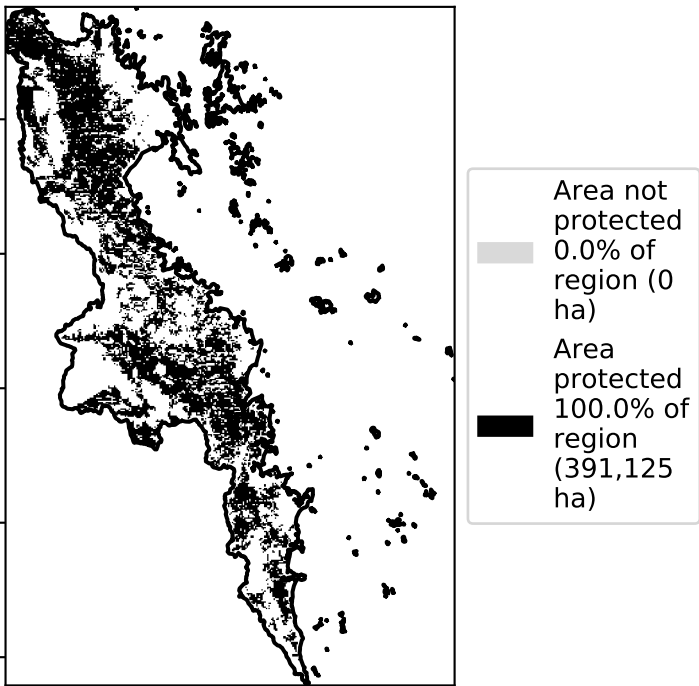 Area not
protected
0.0% of
region (0
ha)
Area
protected
100.0% of
region
(391,125
ha)